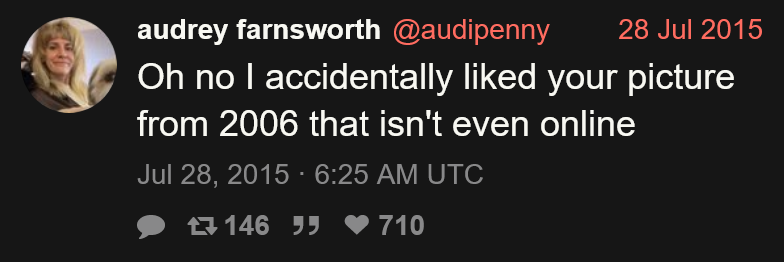 audrey farnsworth @audipenny 28 Jul 2015
Oh no I accidentally liked your picture
from 2006 that isn't even online
Jul 28, 2015 · 6:25 AM UTC
146 710